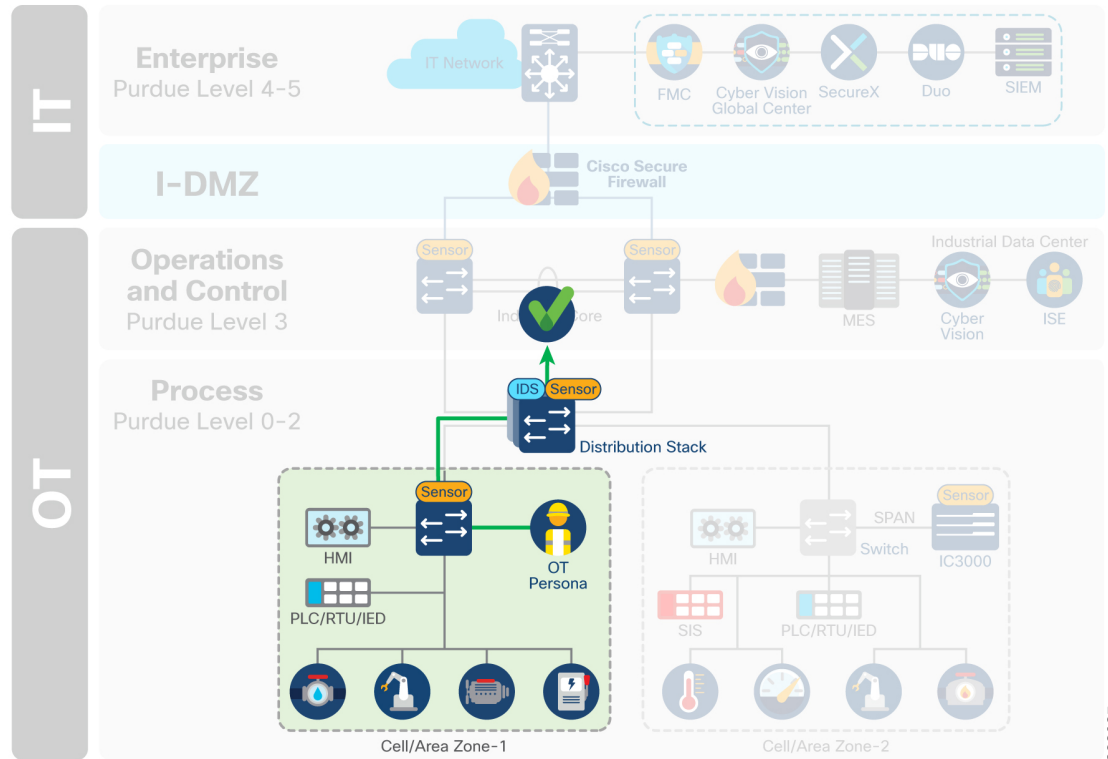 IT
Enterprise
Purdue Level 4-5
IT Network
FMC
Cyber Vision
Global Center
SecureX
Duo
SIEM
I-DMZ
Cisco Secure
Firewall
OT
Operations
and Control
Purdue Level 3
Sensor
Sensor
Industrial Data Center
MES
Cyber
Vision
ISE
Process
Purdue Level 0-2
IDS
Sensor
Distribution Stack
Sensor
HMI
OT
Persona
PLC/RTU/IED
Cell/Area Zone-1
Sensor
SPAN
HMI
Switch
IC3000
SIS
PLC/RTU/IED
Cell/Area Zone-2